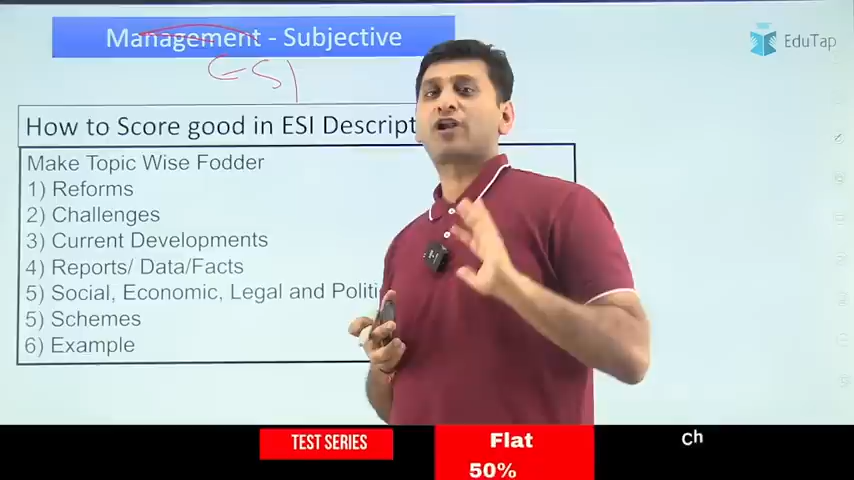 Management - Subjective
ESI
EduTap
How to Score good in ESI Descript
Make Topic Wise Fodder
1) Reforms
2) Challenges
3) Current Developments
4) Reports/ Data/Facts
5) Social, Economic, Legal and Politi
5) Schemes
6) Example
TEST SERIES
Flat
50%
Ch